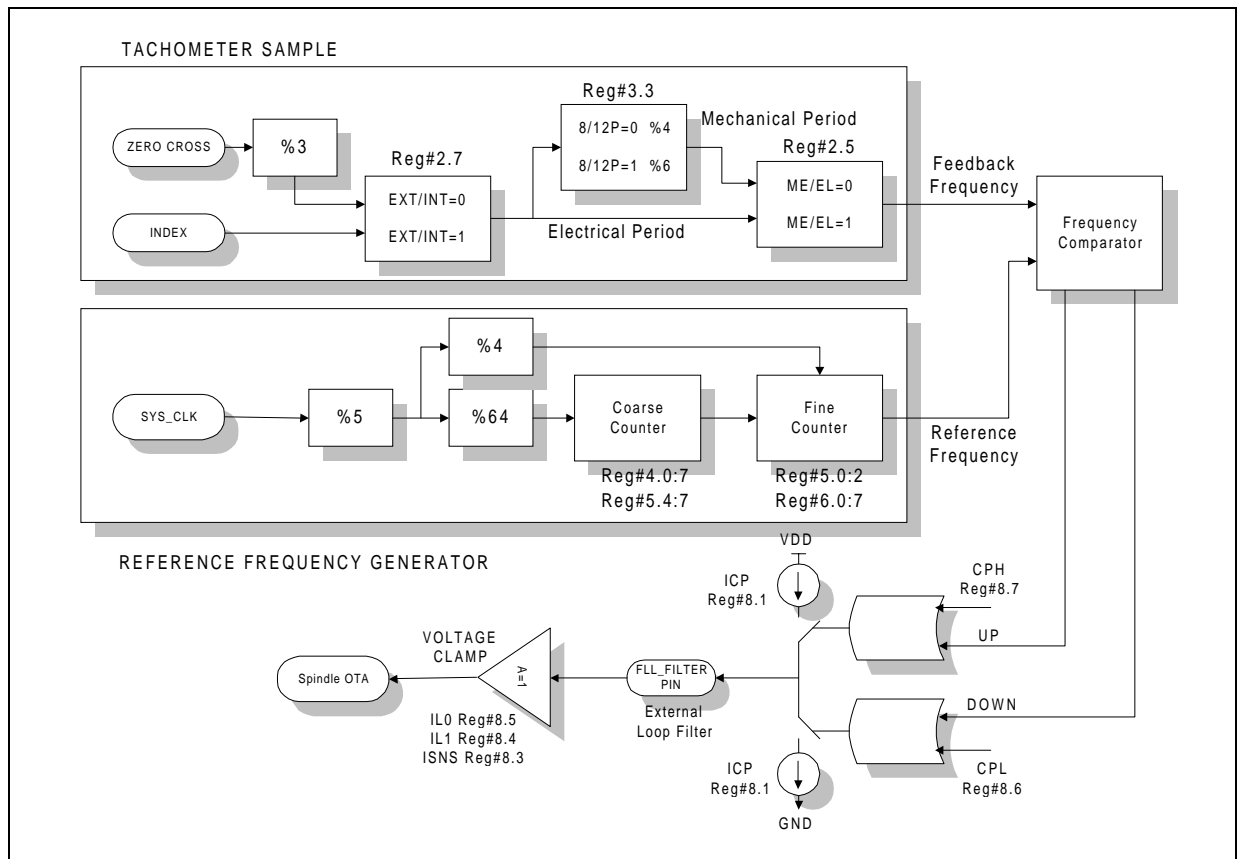 TACHOMETER SAMPLE
ZERO CROSS
%3
INDEX
Reg#2.7
EXT/INT=0
EXT/INT=1
Reg#3.3
8/12P=0 %4
8/12P=1 %6
Mechanical Period
Electrical Period
Reg#2.5
ME/EL=0
ME/EL=1
Feedback
Frequency
Frequency
Comparator
SYS_CLK
%5
%4
%64
Coarse
Counter
Reg#4.0:7
Reg#5.4:7
Fine
Counter
Reg#5.0:2
Reg#6.0:7
Reference
Frequency
REFERENCE FREQUENCY GENERATOR
VDD
ICP
Reg#8.1
CPH
Reg#8.7
UP
VOLTAGE
CLAMP
A=1
Spindle OTA
IL0 Reg#8.5
IL1 Reg#8.4
ISNS Reg#8.3
FLL_FILTER
PIN
External
Loop Filter
DOWN
ICP
Reg#8.1
CPL
Reg#8.6
GND